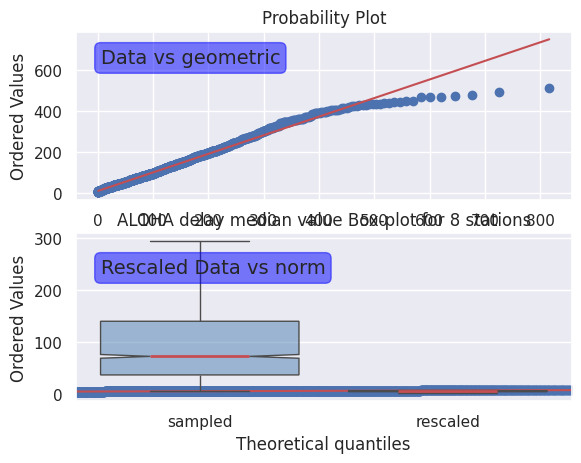 Probability Plot
Ordered Values
Data vs geometric
600
400
200
0
0 100 200 300 400 500 600 700 800
ALOHA delay median value Box-plot for 8 stations
Ordered Values
Rescaled Data vs norm
300
200
100
0
sampled rescaled
Theoretical quantiles